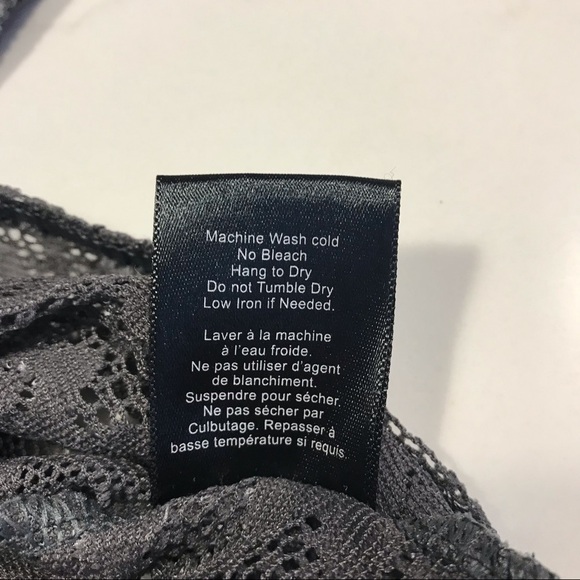 Machine Wash cold
No Bleach
Hang to Dry
Do not Tumble Dry
Low Iron if Needed.
Laver à la machine
à l'eau froide.
Ne pas utiliser d'agent
de blanchiment.
Suspendre pour sécher.
Ne pas sécher par
Culbutage. Repasser à
basse température si requis.